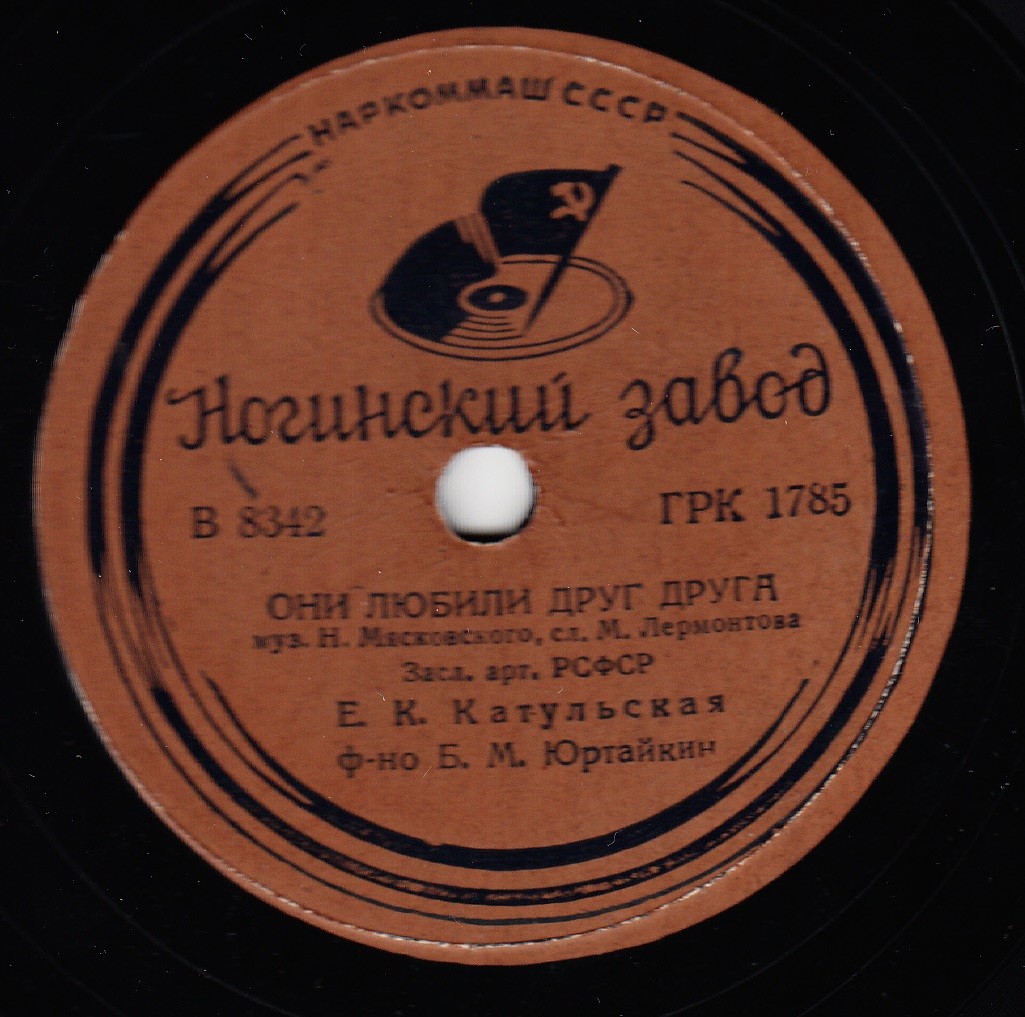 НАРКОММАШ СССР
Ногинский завод
В 8342
ГРК 1785
ОНИ ЛЮБИЛИ ДРУГ ДРУГА
муз. Н. Мясковского, сл. М. Лермонтова
Засл. арт. РСФСР
Е. К. Катульская
ф-но Б. М. Юртайкин